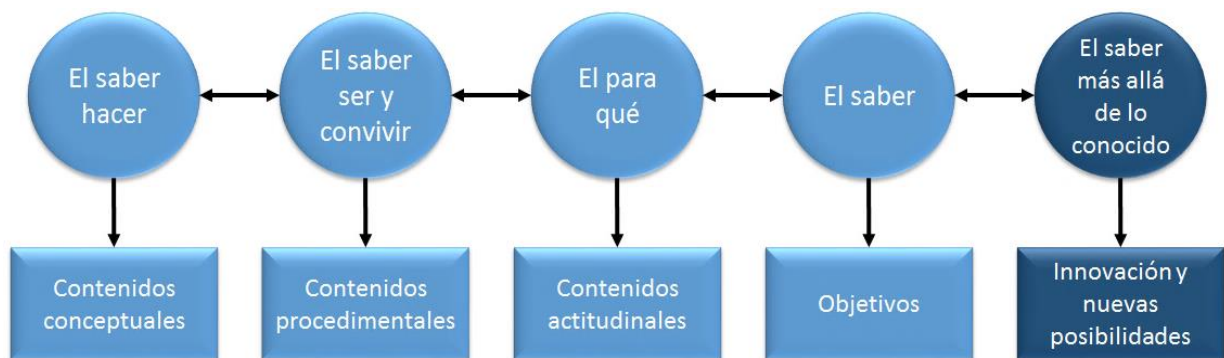 El saber
hacer
El saber
ser y
convivir
El para
qué
El saber
El saber
más allá
de lo
conocido
Contenidos
conceptuales
Contenidos
procedimentales
Contenidos
actitudinales
Objetivos
Innovación y
nuevas
posibilidades